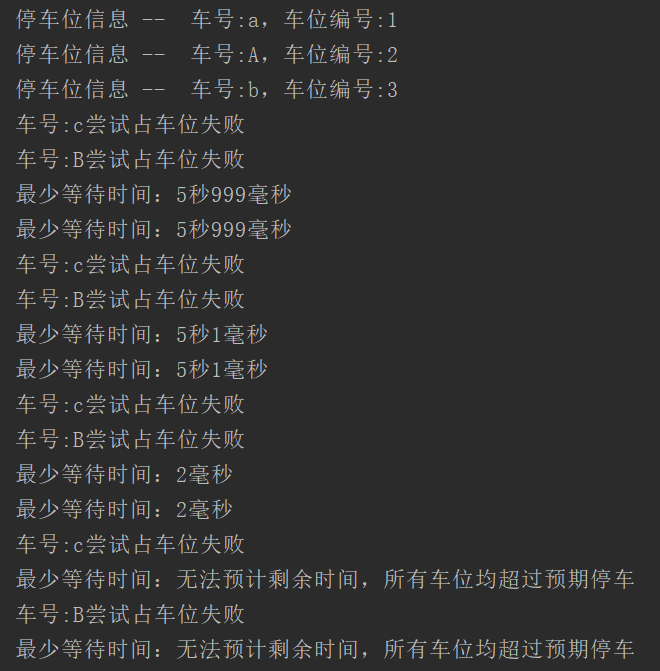 停车位信息 --  车号:a，车位编号:1
停车位信息 --  车号:A，车位编号:2
停车位信息 --  车号:b，车位编号:3
车号:c尝试占车位失败
车号:B尝试占车位失败
最少等待时间：5秒999毫秒
最少等待时间：5秒999毫秒
车号:c尝试占车位失败
车号:B尝试占车位失败
最少等待时间：5秒1毫秒
最少等待时间：5秒1毫秒
车号:c尝试占车位失败
车号:B尝试占车位失败
最少等待时间：2毫秒
最少等待时间：2毫秒
车号:c尝试占车位失败
最少等待时间：无法预计剩余时间，所有车位均超过预期停车
车号:B尝试占车位失败
最少等待时间：无法预计剩余时间，所有车位均超过预期停车